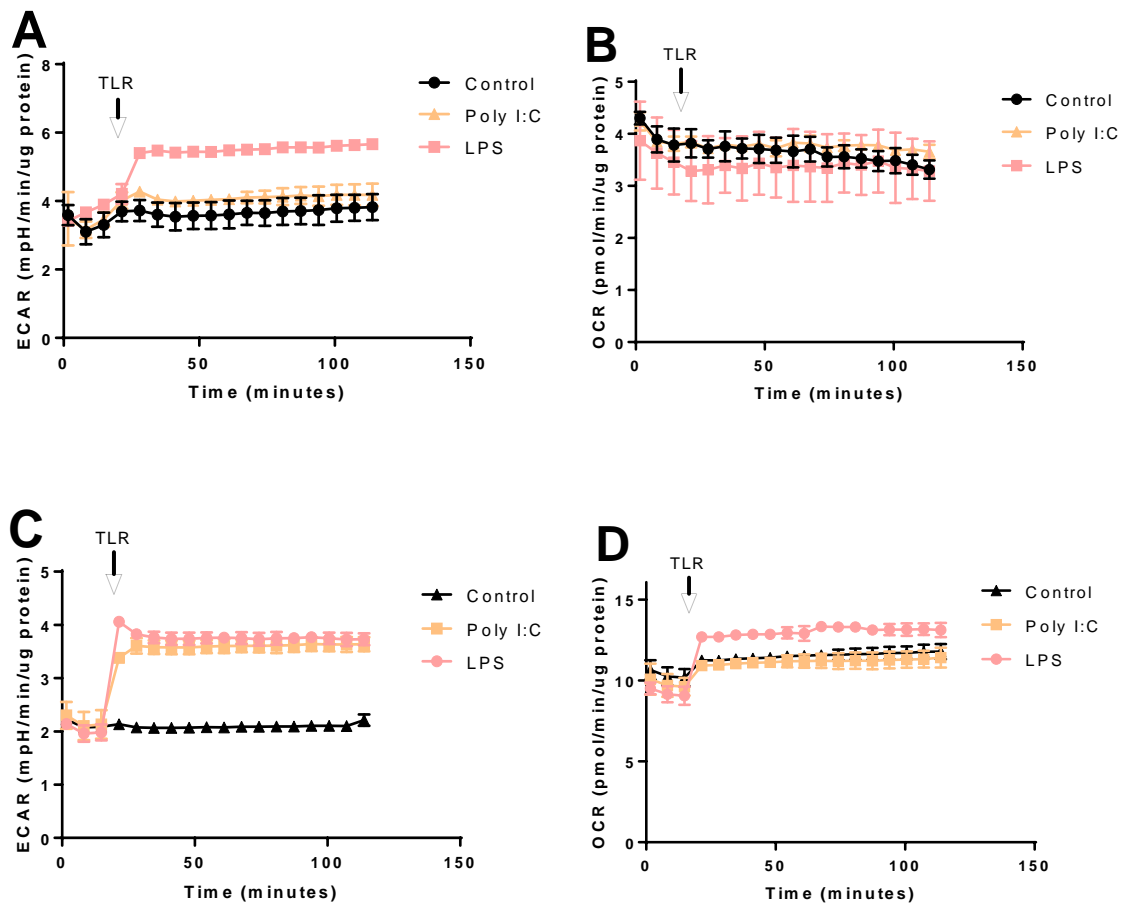 A
ECAR (mpH/min/ug protein)
8
6
4
2
0
0
50
100
150
Time (minutes)
TLR
Control
Poly I:C
LPS
B
OCR (pmol/min/ug protein)
5
4
3
2
1
0
0
50
100
150
Time (minutes)
TLR
Control
Poly I:C
LPS
C
ECAR (mpH/min/ug protein)
5
4
3
2
1
0
0
50
100
150
Time (minutes)
TLR
Control
Poly I:C
LPS
D
OCR (pmol/min/ug protein)
15
10
5
0
0
50
100
150
Time (minutes)
TLR
Control
Poly I:C
LPS